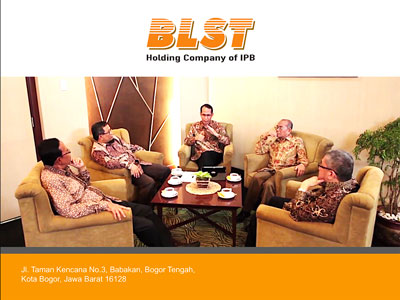 BLST
Holding Company of IPB
Jl. Taman Kencana No.3, Babakan, Bogor Tengah,
Kota Bogor, Jawa Barat 16128